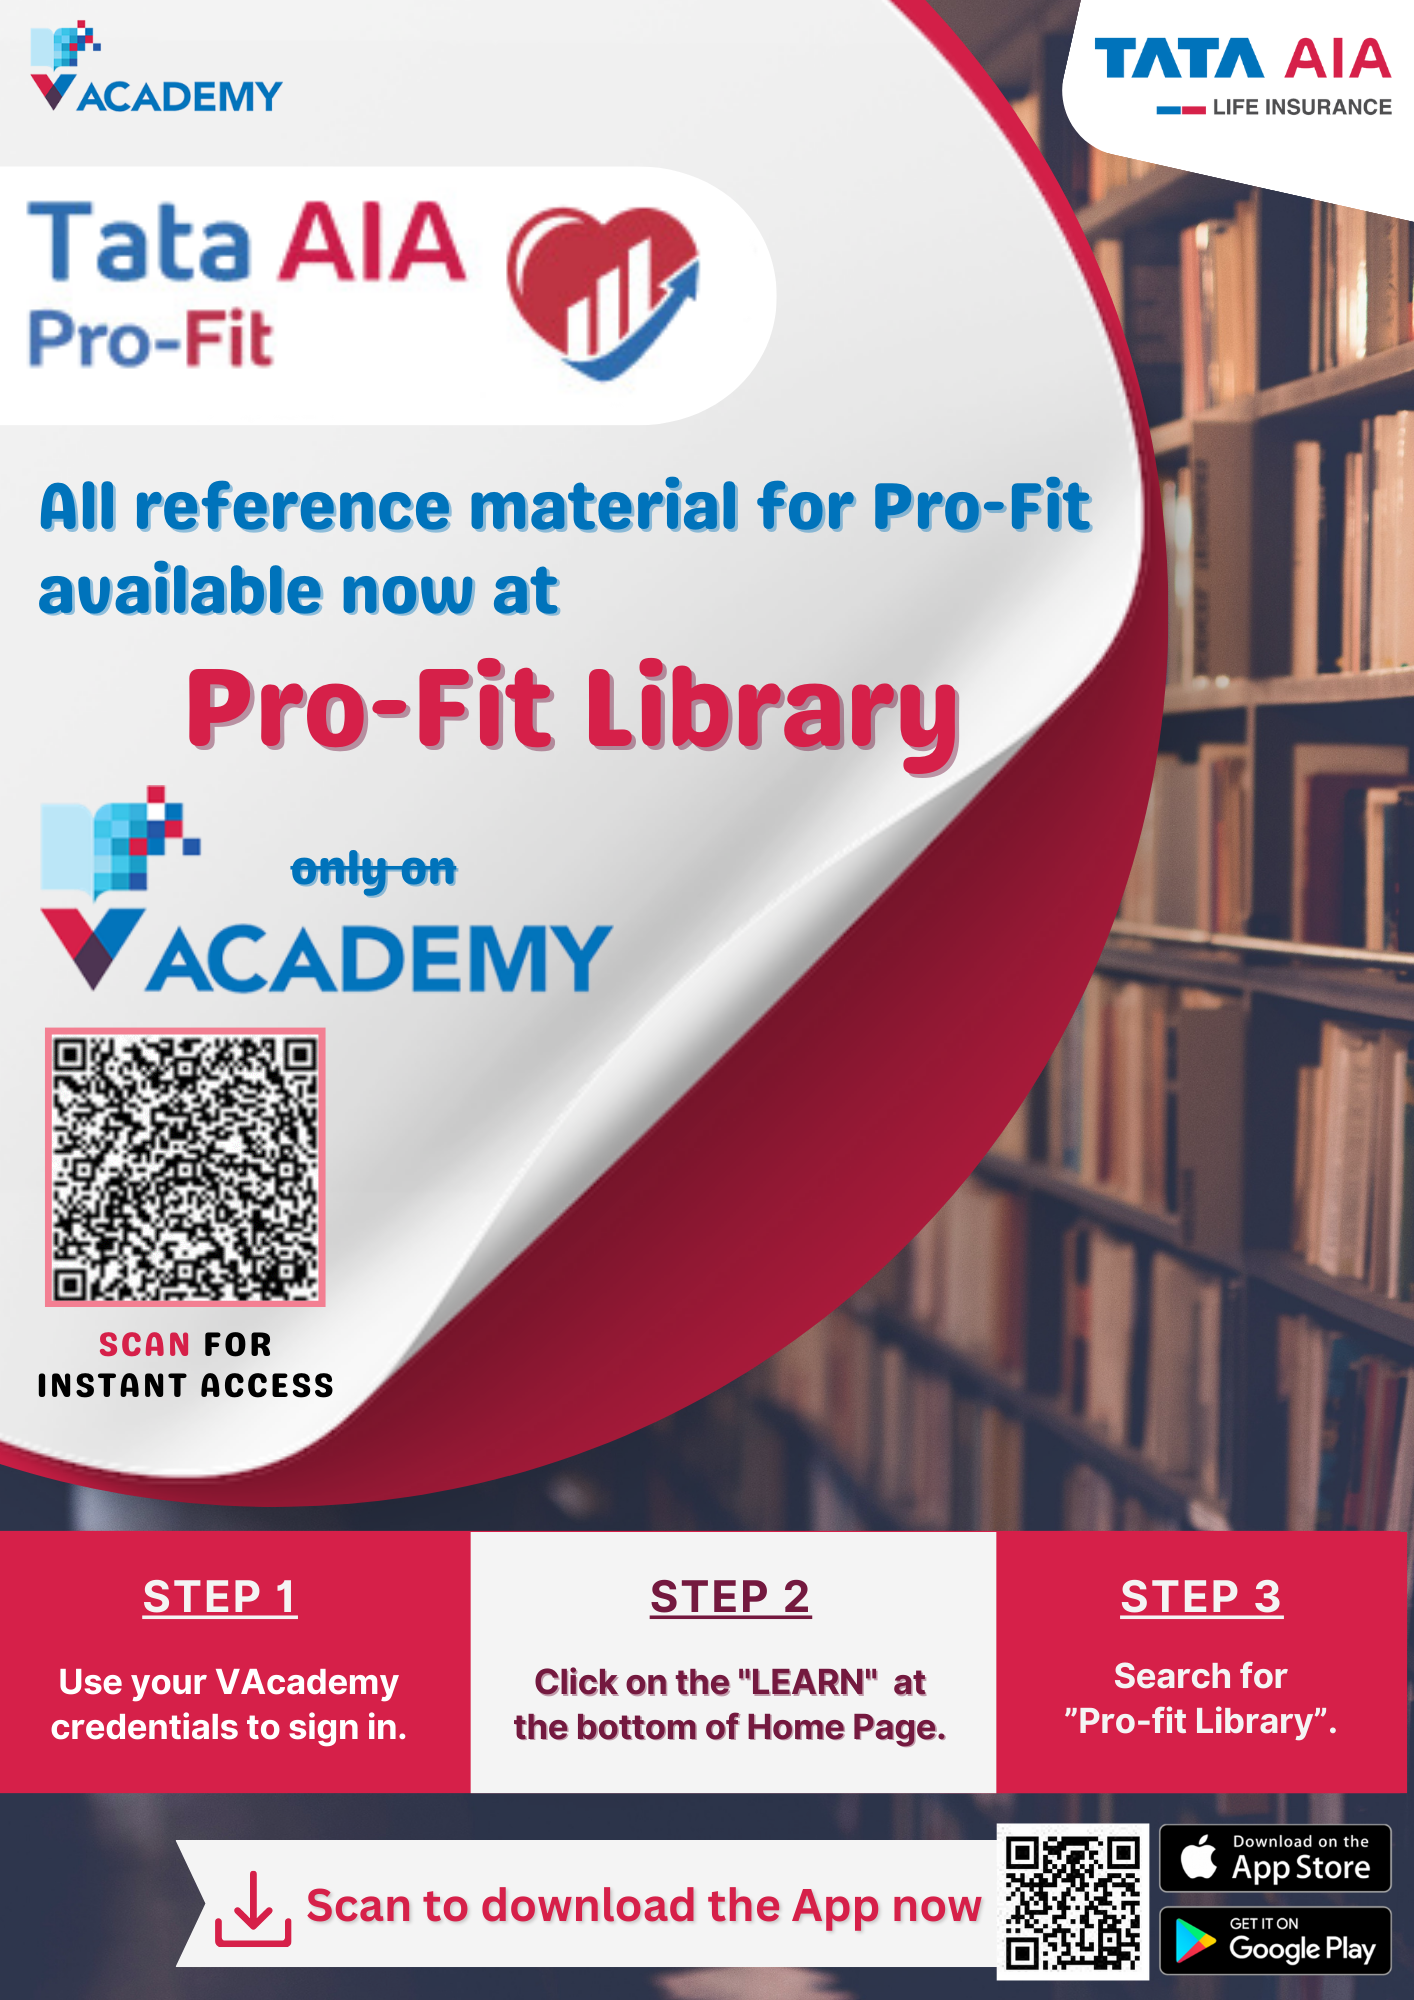 VACADEMY
TATA AIA
LIFE INSURANCE
Tata AIA
Pro-Fit
All reference material for Pro-Fit
available now at
Pro-Fit Library
only on
VACADEMY
SCAN FOR
INSTANT ACCESS
STEP 1
Use your VAcademy
credentials to sign in.
STEP 2
Click on the "LEARN" at
the bottom of Home Page.
STEP 3
Search for
”Pro-fit Library”.
Scan to download the App now
Download on the
App Store
GET IT ON
Google Play